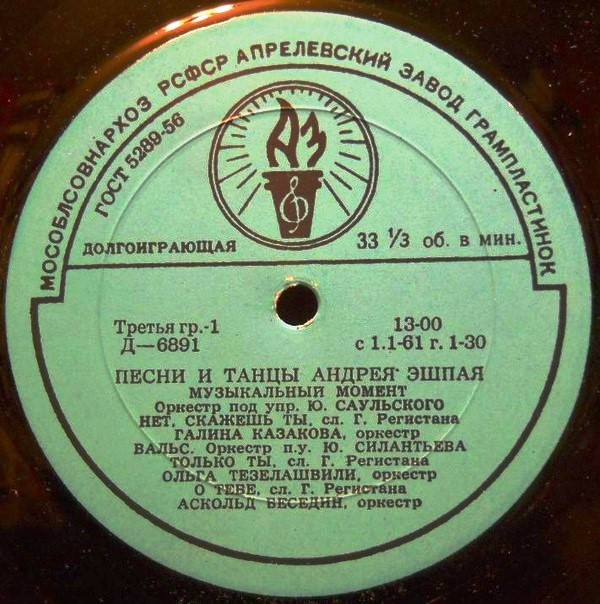 МОСОБЛСОВНАРХОЗ РСФСР АПРЕЛЕВСКИЙ ЗАВОД ГРАМПЛАСТИНОК
ГОСТ 5289-56
АЗ
ДОЛГОИГРАЮЩАЯ 33 1/3 об. в мин.
Третья гр.-1 13-00
Д—6891 с 1.1-61 г. 1-30
ПЕСНИ И ТАНЦЫ АНДРЕЯ ЭШПАЯ
МУЗЫКАЛЬНЫЙ МОМЕНТ
Оркестр под упр. Ю. САУЛЬСКОГО
НЕТ, СКАЖЕШЬ ТЫ, сл. Г. Регистана
ГАЛИНА КАЗАКОВА, оркестр
ВАЛЬС. Оркестр п.у. Ю. СИЛАНТЬЕВА
ТОЛЬКО ТЫ, сл. Г. Регистана
ОЛЬГА ТЕЗЕЛАШВИЛИ, оркестр
О ТЕБЕ, сл. Г. Регистана
АСКОЛЬД БЕСЕДИН, оркестр